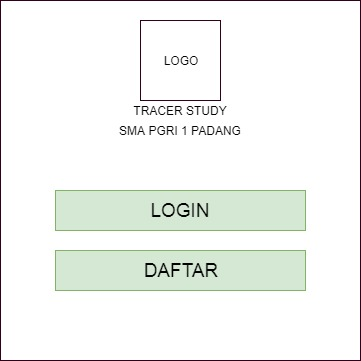 LOGO
TRACER STUDY
SMA PGRI 1 PADANG
LOGIN
DAFTAR